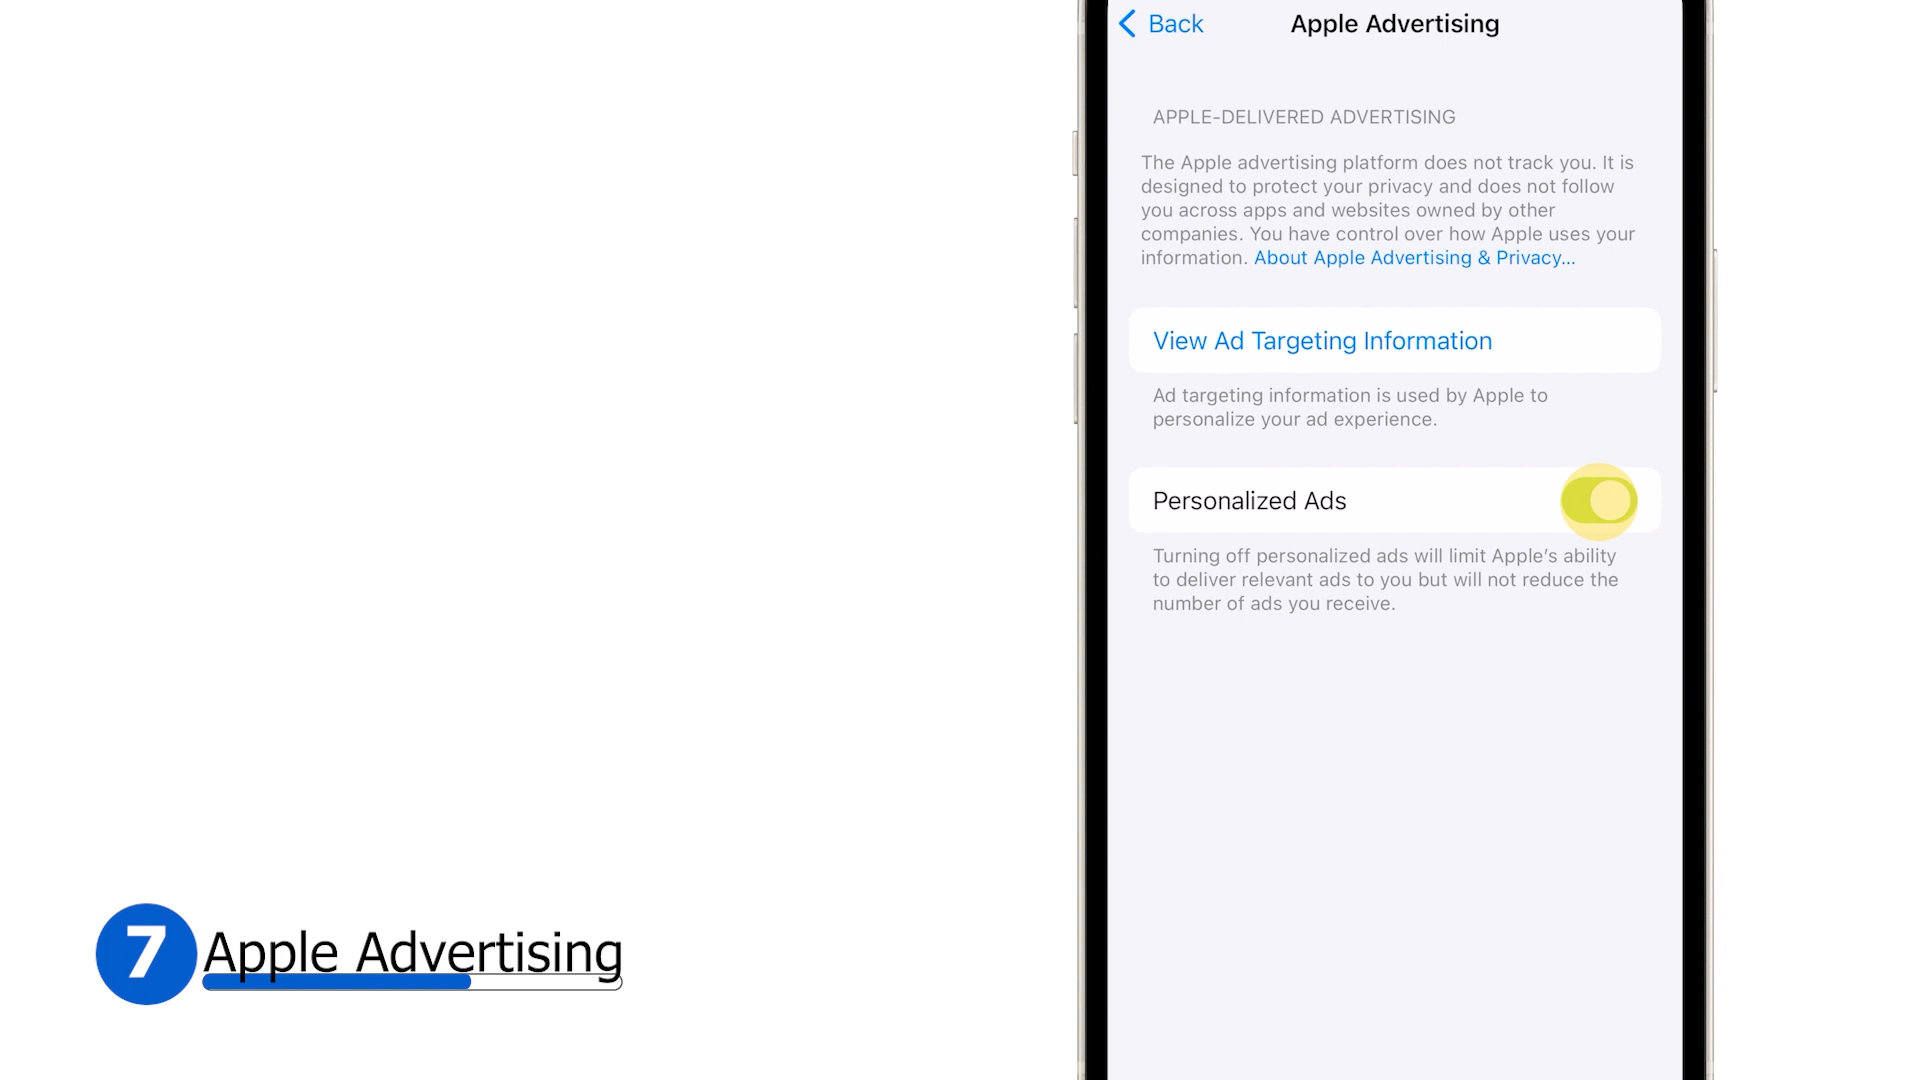 Back
Apple Advertising
APPLE-DELIVERED ADVERTISING
The Apple advertising platform does not track you. It is
designed to protect your privacy and does not follow
you across apps and websites owned by other
companies. You have control over how Apple uses your
information. About Apple Advertising & Privacy...
View Ad Targeting Information
Ad targeting information is used by Apple to
personalize your ad experience.
Personalized Ads
Turning off personalized ads will limit Apple's ability
to deliver relevant ads to you but will not reduce the
number of ads you receive.
7 Apple Advertising